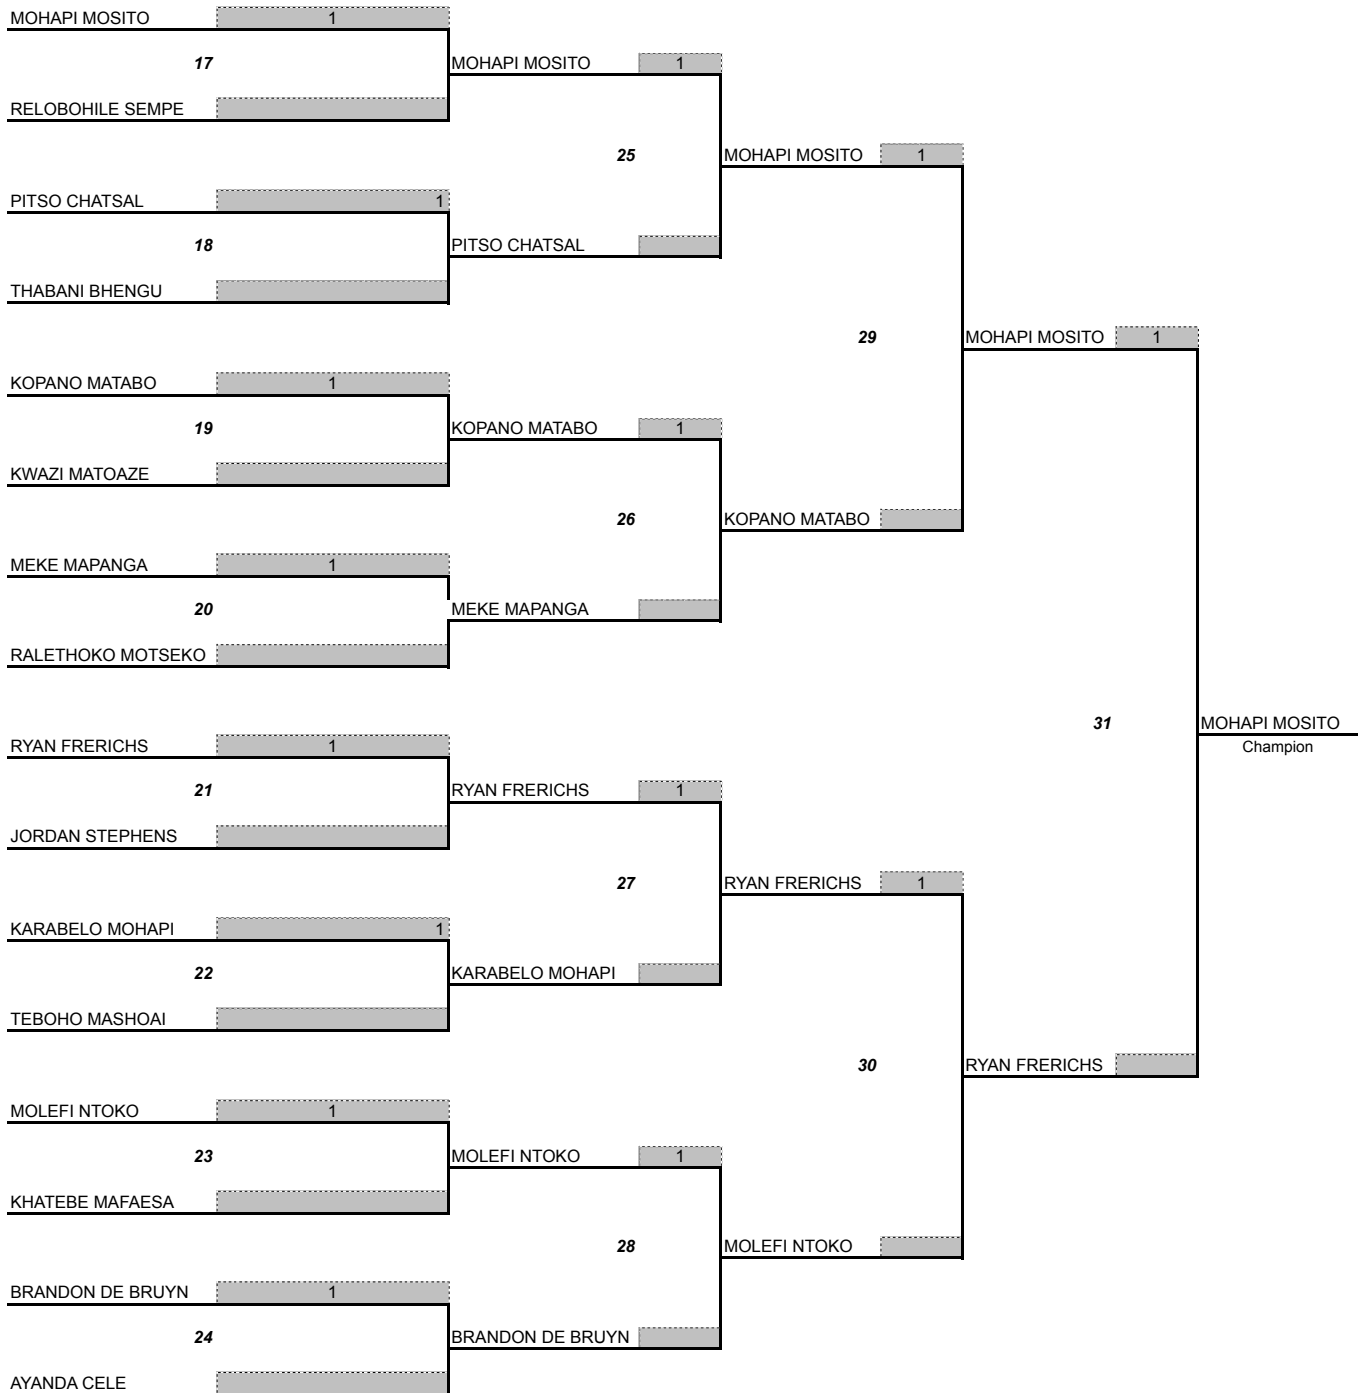 MOHAPI MOSITO 1
17 MOHAPI MOSITO 1
RELOBOHILE SEMPE
25 MOHAPI MOSITO 1
PITSO CHATSAL 1
18 PITSO CHATSAL
THABANI BHENGU
29 MOHAPI MOSITO 1
KOPANO MATABO 1
19 KOPANO MATABO 1
KWAZI MATOAZE
26 KOPANO MATABO
MEKE MAPANGA 1
20 MEKE MAPANGA
RALETHOKO MOTSEKO
31 MOHAPI MOSITO
Champion
RYAN FRERICHS 1
21 RYAN FRERICHS 1
JORDAN STEPHENS
27 RYAN FRERICHS 1
KARABELO MOHAPI 1
22 KARABELO MOHAPI
TEBOHO MASHOAI
30 RYAN FRERICHS
MOLEFI NTOKO 1
23 MOLEFI NTOKO 1
KHATEBE MAFAESA
28 MOLEFI NTOKO
BRANDON DE BRUYN 1
24 BRANDON DE BRUYN
AYANDA CELE